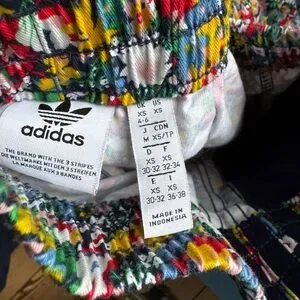 adidas
THE BRAND WITH THE 3 STRIPES
DIE WELTMARKE MIT DEN 3 STREIFEN
LA MARQUE AUX 3 BANDES
UK US
XS XS
4-6
J CDN
M XS/TP
D F
XS XS
30-32 32-34
E I
XS XS
30-32 36-38
MADE IN
INDONESIA